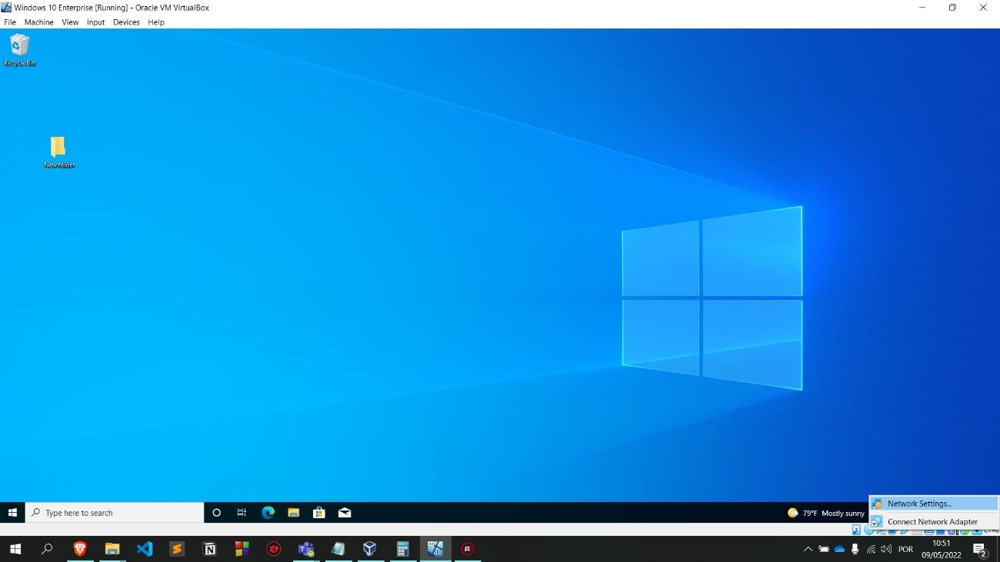 Windows 10 Enterprise [Running] - Oracle VM VirtualBox
File Machine View Input Devices Help
Recycle Bin
New folder
Network Settings...
Type here to search
79°F Mostly sunny
Connect Network Adapter
POR
10:51
09/05/2022
2